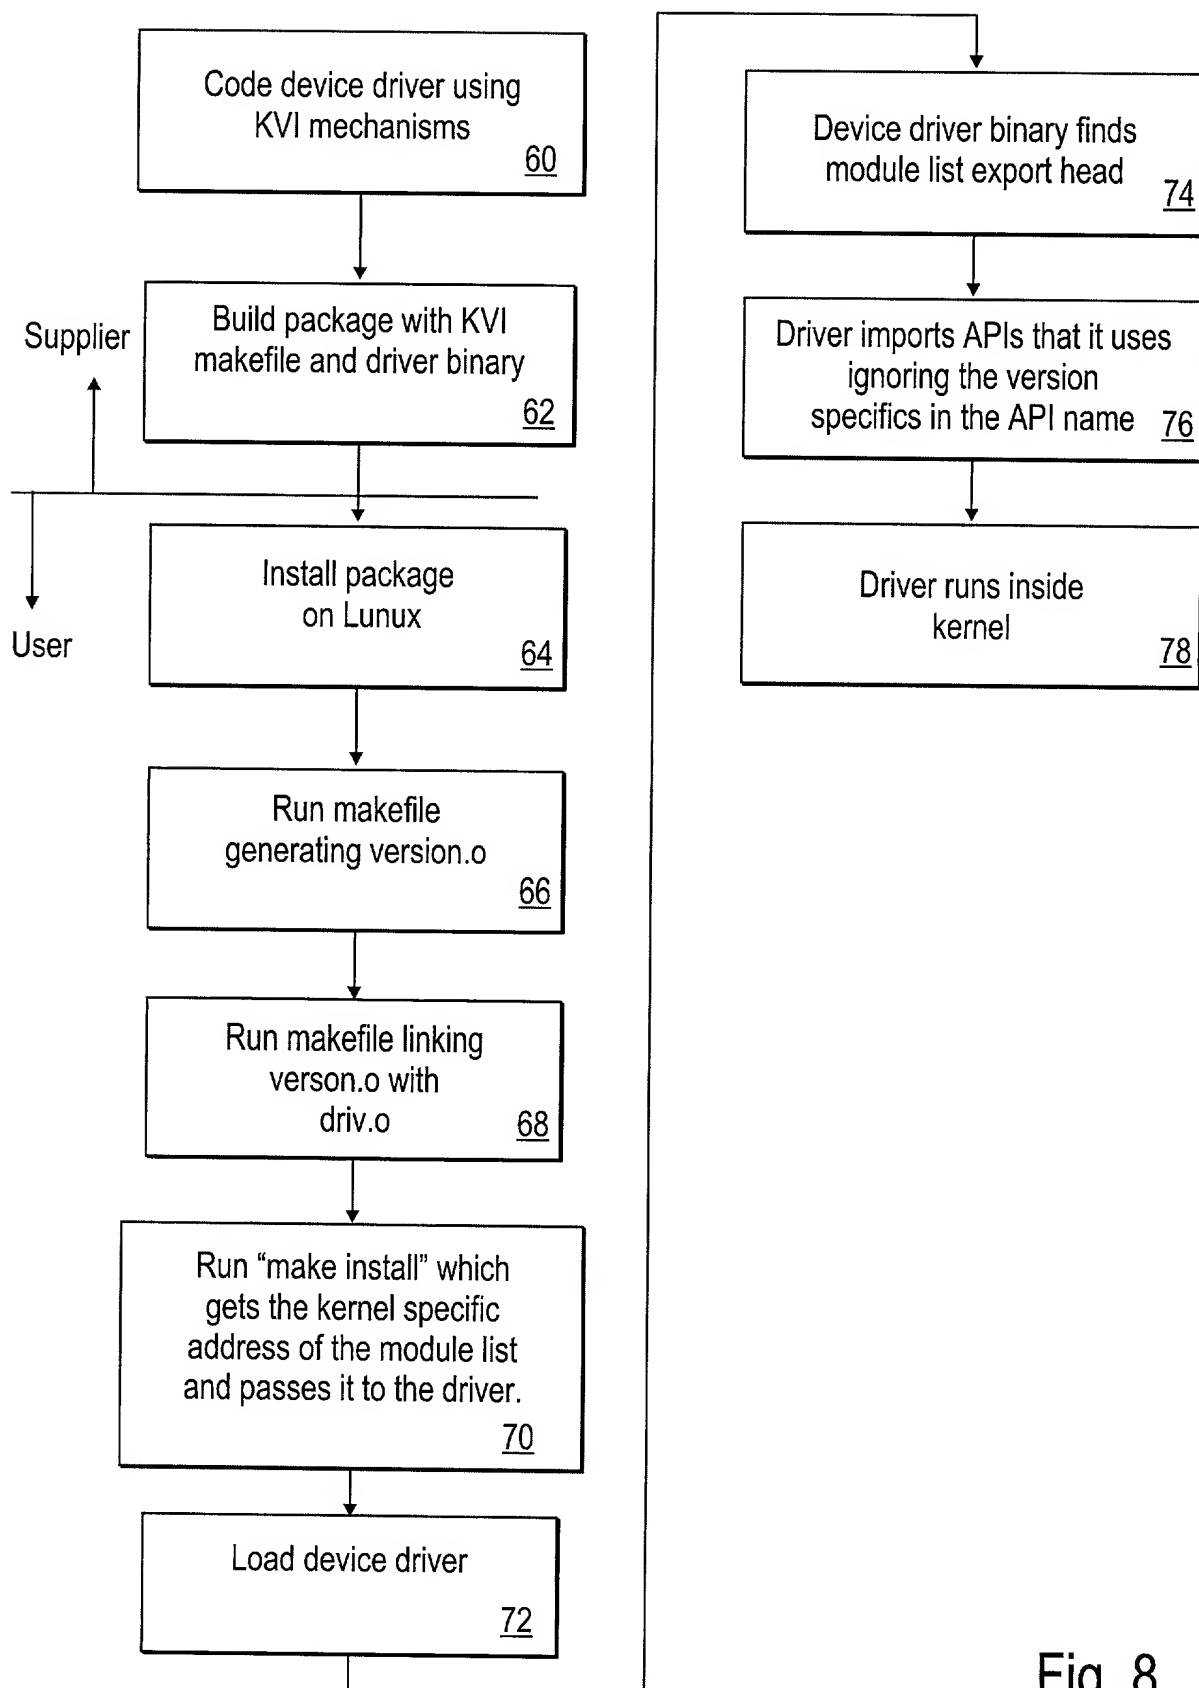 Code device driver using
KVI mechanisms
60
Build package with KVI
makefile and driver binary
62
Supplier
User
Install package
on Lunux
64
Run makefile
generating version.o
66
Run makefile linking
verson.o with
driv.o
68
Run “make install” which
gets the kernel specific
address of the module list
and passes it to the driver.
70
Load device driver
72
Device driver binary finds
module list export head
74
Driver imports APIs that it uses
ignoring the version
specifics in the API name
76
Driver runs inside
kernel
78
Fig. 8